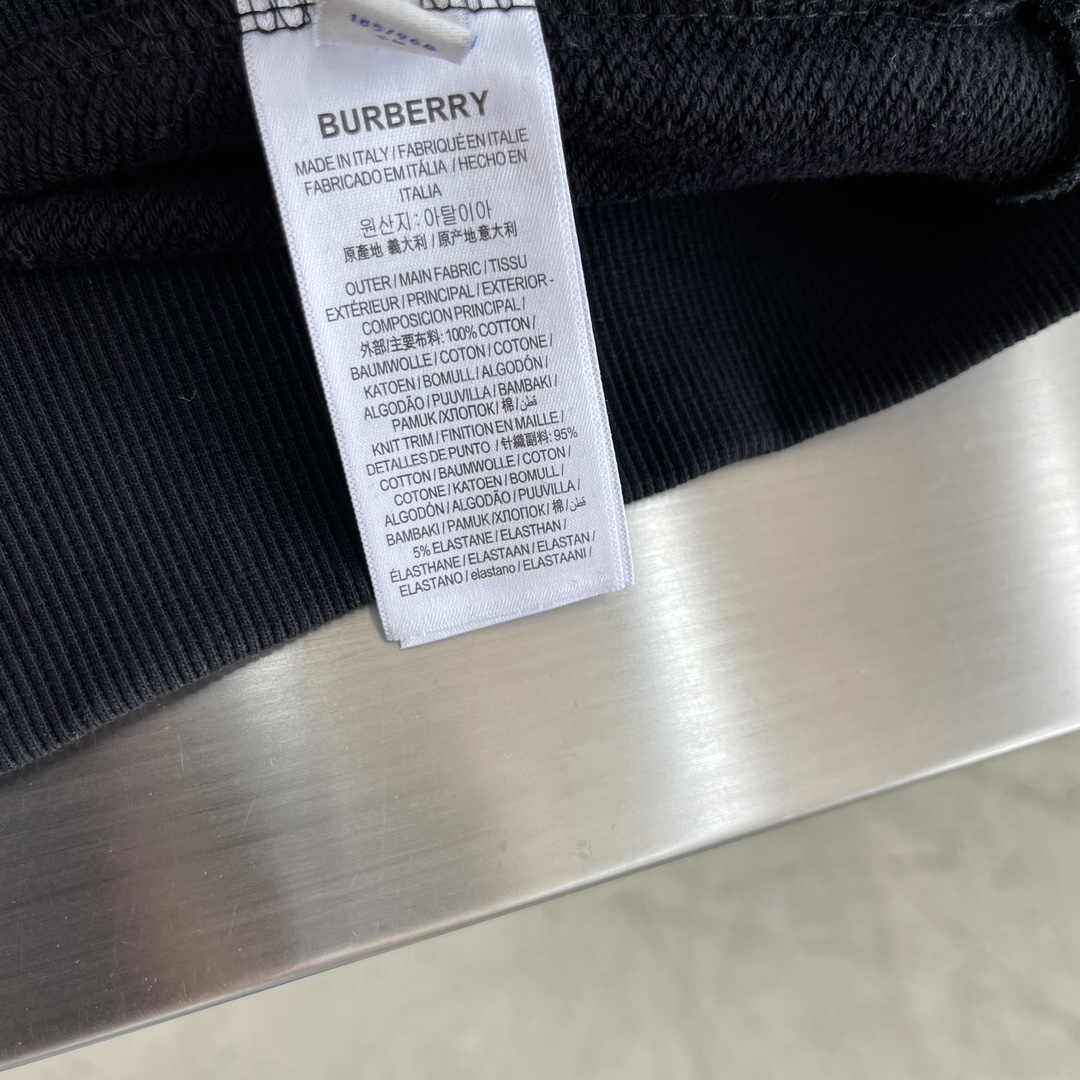 BURBERRY
MADE IN ITALY / FABRIQUÉ EN ITALIE
FABRICADO EM ITÁLIA / HECHO EN
ITALIA
원산지 : 아탈이아
原產地 義大利 / 原产地 意大利
OUTER / MAIN FABRIC / TISSU
EXTÉRIEUR / PRINCIPAL / EXTERIOR -
COMPOSICION PRINCIPAL /
外部/主要布料: 100% COTTON /
BAUMWOLLE / COTON / COTONE /
KATOEN / BOMULL / ALGODÓN /
ALGODÃO / PUUVILLA / BAMBAKI /
PAMUK /ХЛОПОК/ 棉 / قطن
KNIT TRIM / FINITION EN MAILLE /
DETALLES DE PUNTO / 针織副料: 95%
COTTON / BAUMWOLLE / COTON /
COTONE / KATOEN / BOMULL /
ALGODÓN / ALGODÃO / PUUVILLA /
BAMBAKI / PAMUK /ХЛОПОК/ 棉 / قطن
5% ELASTANE / ELASTHAN /
ÉLASTHANE / ELASTAAN / ELASTAN /
ELASTANO / elastano / ELASTAANI /